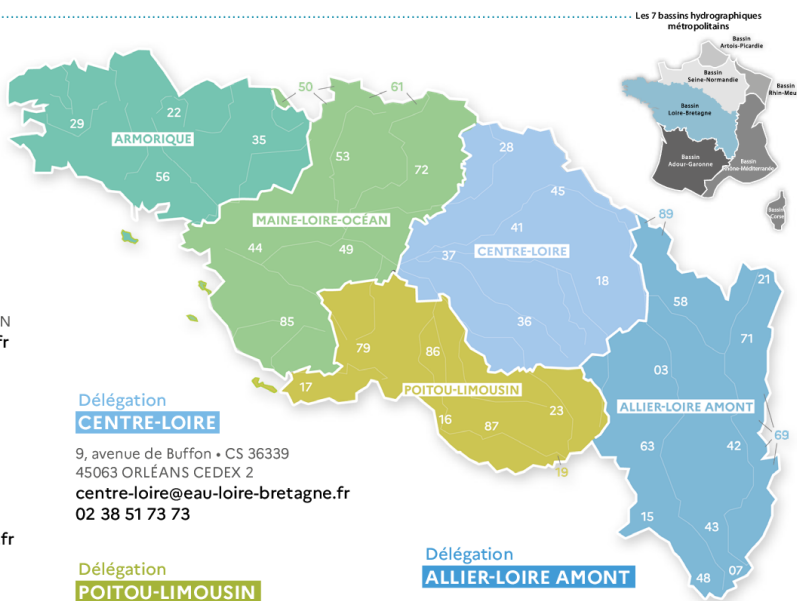 Les 7 bassins hydrographiques
métropolitains
Bassin
Artois-Picardie
Bassin
Seine-Normandie
Bassin
Rhin-Meu
Bassin
Loire-Bretagne
Bassin
Adour-Garonne
Bassin
Rhône-Méditerranée
Bassin
Corse
50
61
29
22
35
ARMORIQUE
56
53
72
28
45
MAINE-LOIRE-OCÉAN
44
49
41
37
CENTRE-LOIRE
18
36
89
21
58
71
85
79
86
03
17
POITOU-LIMOUSIN
16
87
23
19
ALLIER-LOIRE AMONT
63
42
69
15
43
48
07
N
fr
Délégation
CENTRE-LOIRE
9, avenue de Buffon • CS 36339
45063 ORLÉANS CEDEX 2
centre-loire@eau-loire-bretagne.fr
02 38 51 73 73
fr
Délégation
POITOU-LIMOUSIN
Délégation
ALLIER-LOIRE AMONT